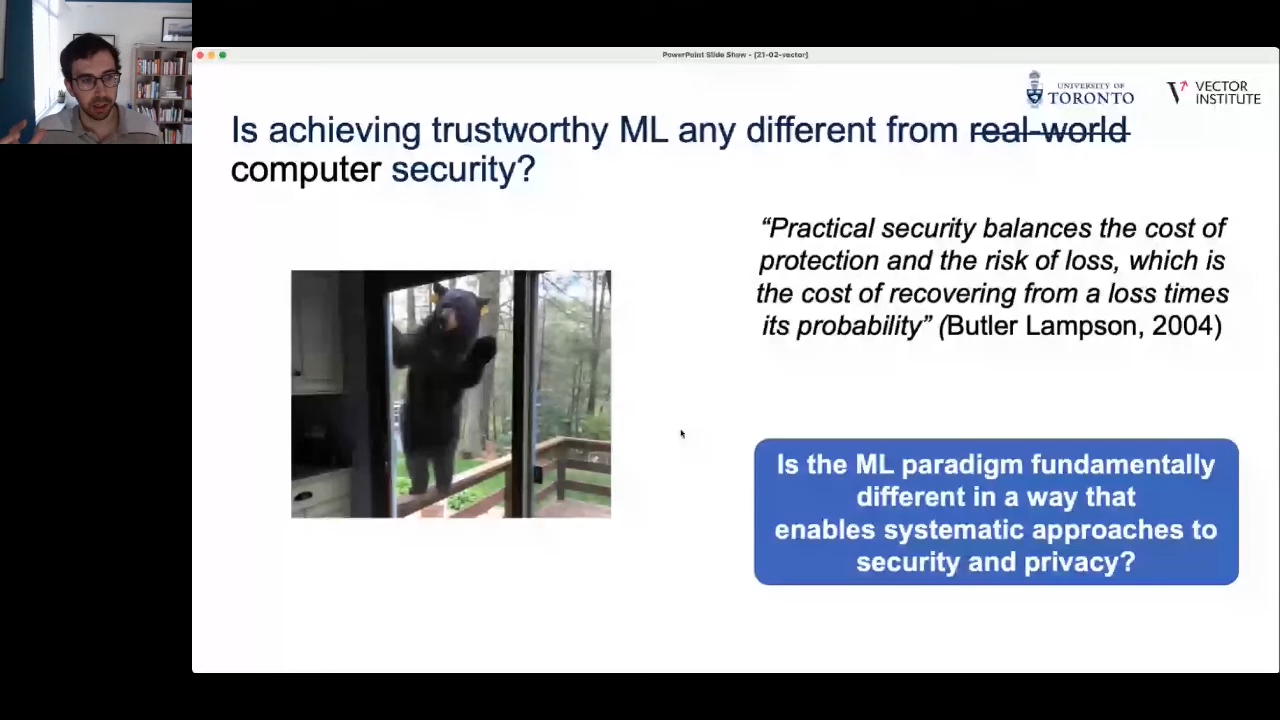 PowerPoint Slide Show - [21-02-vector]
UNIVERSITY OF
TORONTO
VECTOR
INSTITUTE
Is achieving trustworthy ML any different from real-world
computer security?
“Practical security balances the cost of
protection and the risk of loss, which is
the cost of recovering from a loss times
its probability” (Butler Lampson, 2004)
Is the ML paradigm fundamentally
different in a way that
enables systematic approaches to
security and privacy?